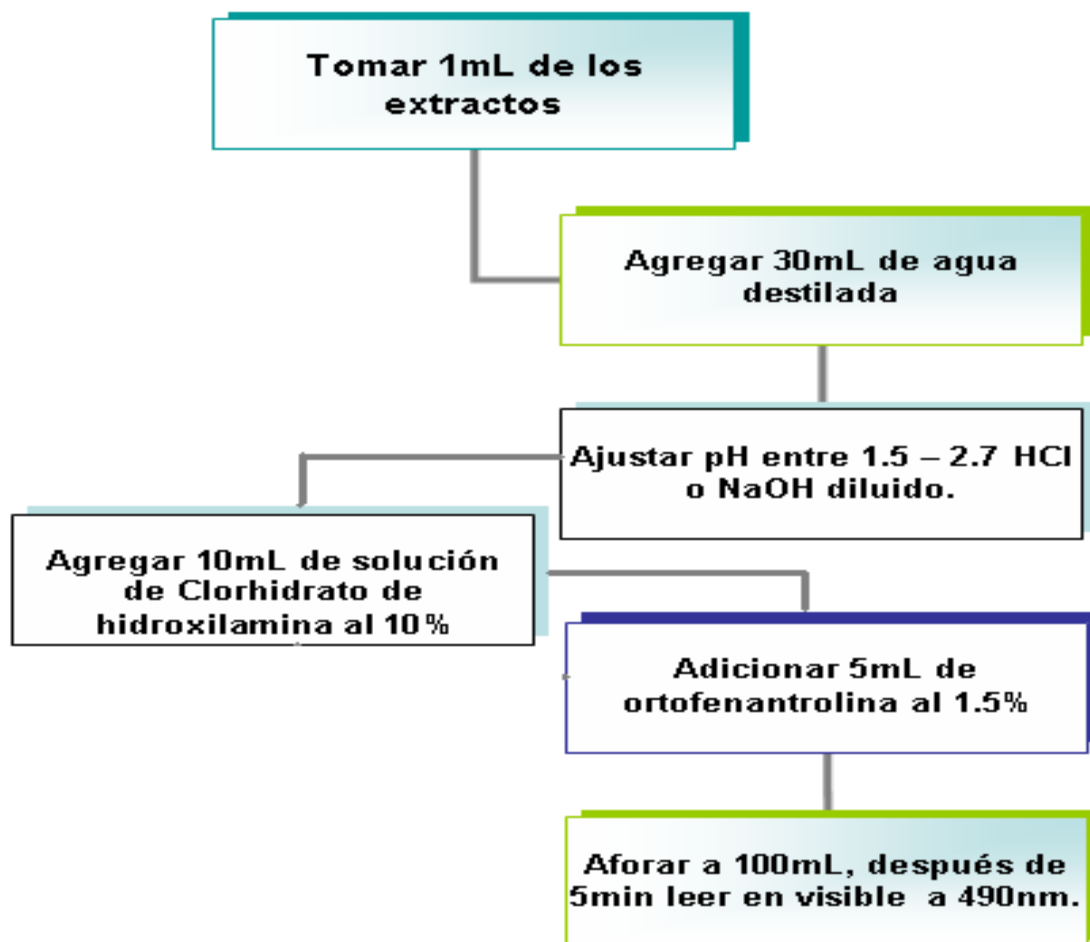 Tomar 1mL de los
extractos
Agregar 30mL de agua
destilada
Ajustar pH entre 1.5 – 2.7 HCl
o NaOH diluido.
Agregar 10mL de solución
de Clorhidrato de
hidroxilamina al 10%
Adicionar 5mL de
ortofenantrolina al 1.5%
Aforar a 100mL, después de
5min leer en visible a 490nm.